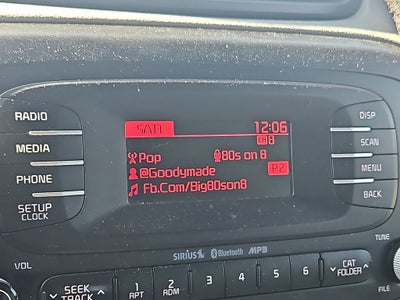 RADIO
MEDIA
PHONE
SETUP
CLOCK
SAT1 12:06
CH 8
Pop 80s on 8
@Goodymade P2
Fb.Com/Big80son8
DISP
SCAN
MENU
BACK
VOL
SIRIUS Bluetooth MP3
TUNE
SEEK
TRACK
1
RPT
2
RDM
3
4
5
6
CAT
FOLDER
FILE